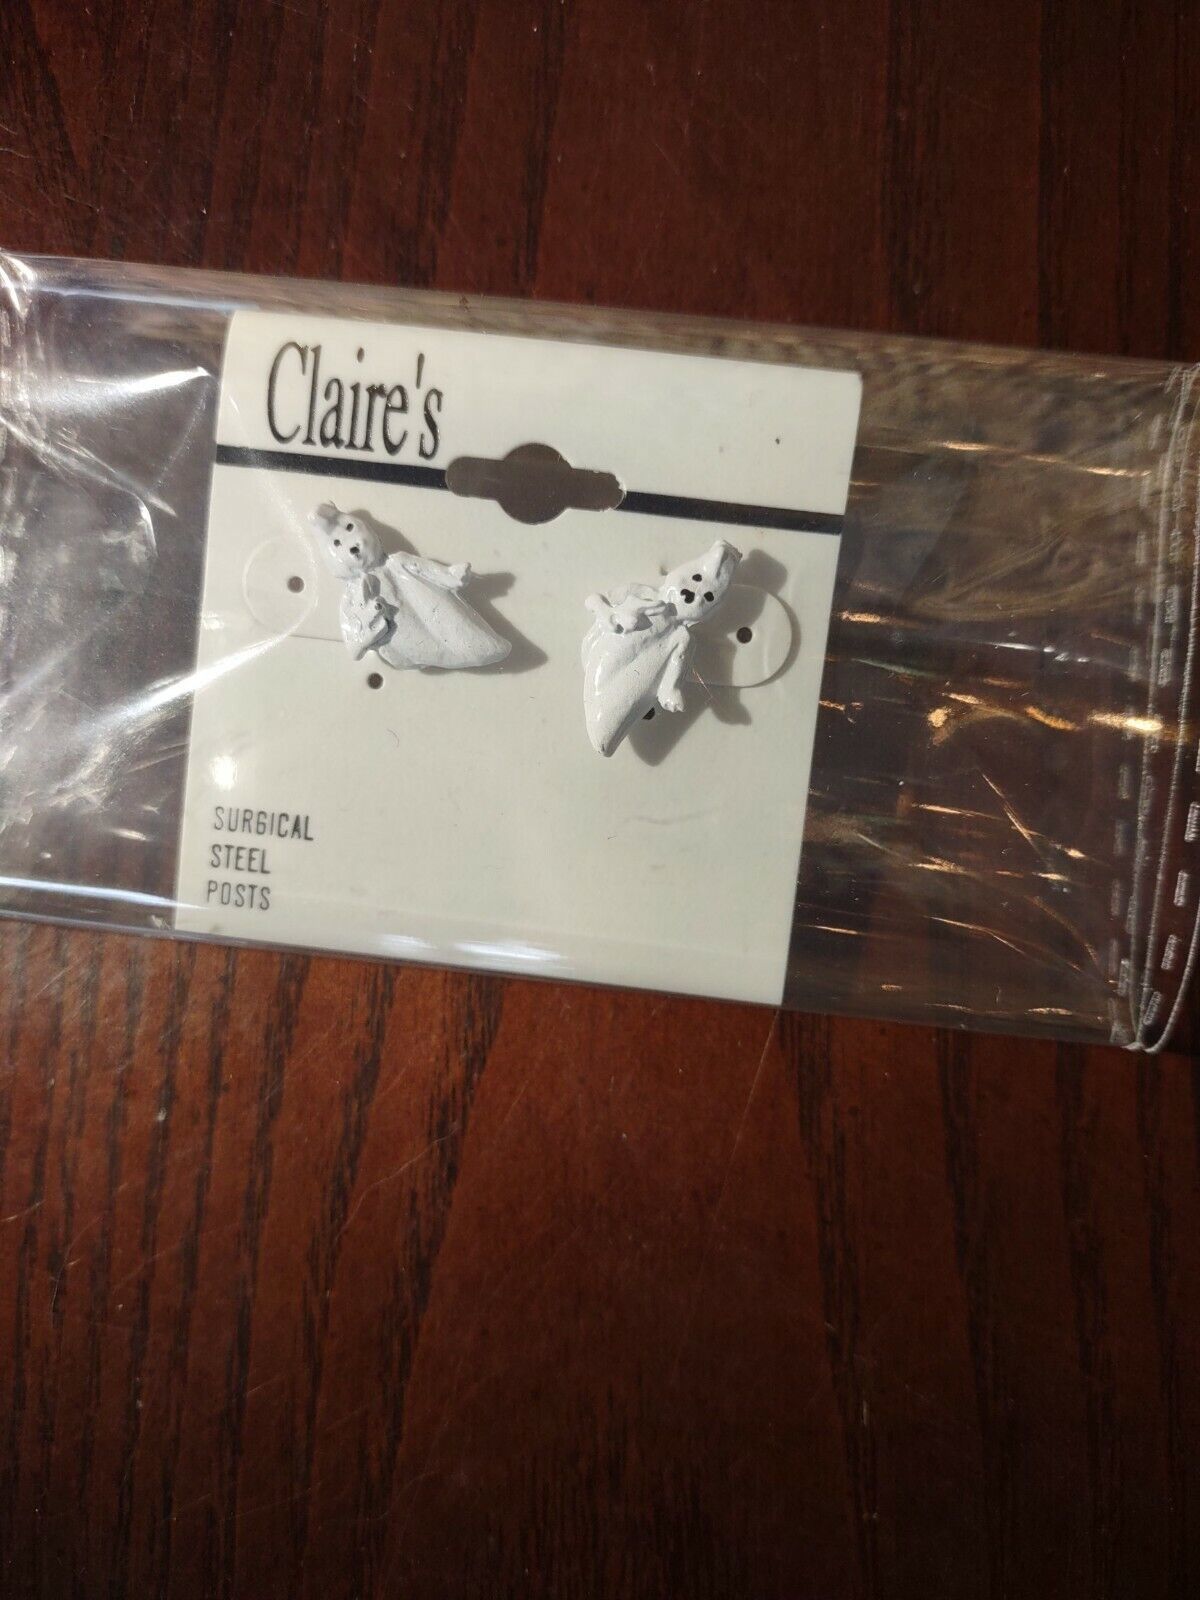 Claire's
SURGICAL
STEEL
POSTS